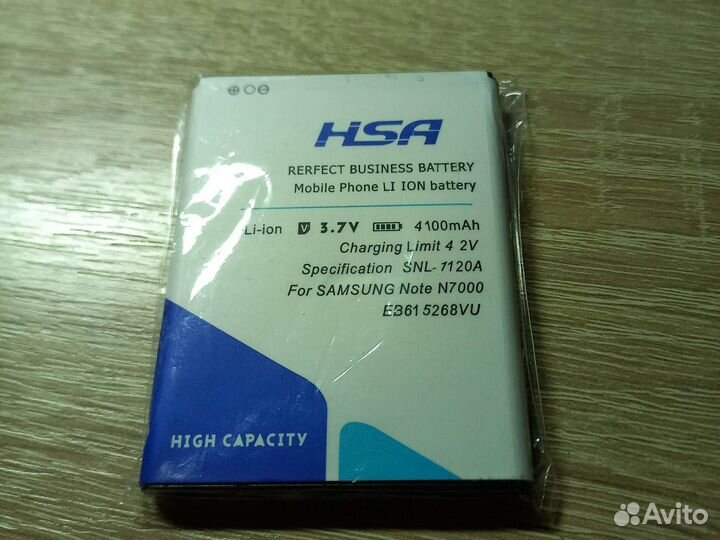 HSA
RERFECT BUSINESS BATTERY
Mobile Phone LI ION battery
Li-ion V 3.7V 4100mAh
Charging Limit 4 2V
Specification SNL-1120A
For SAMSUNG Note N7000
EB615268VU
HIGH CAPACITY
Avito